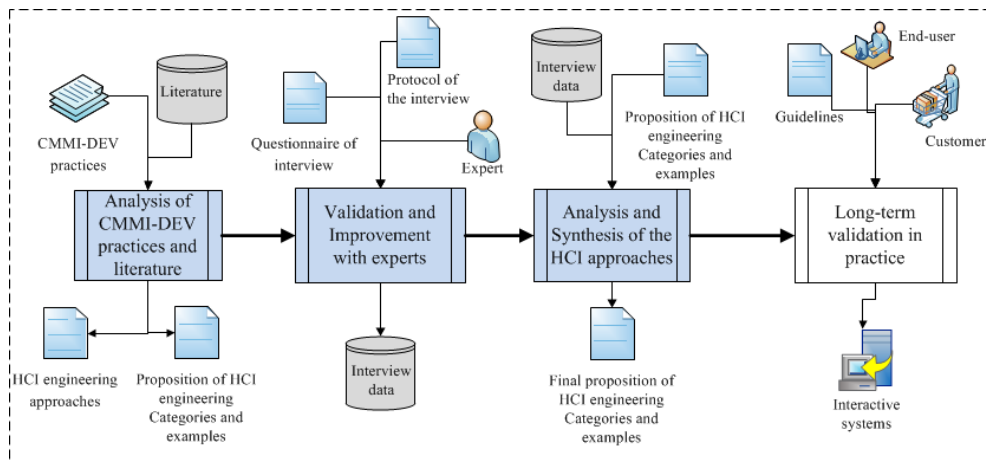 CMMI-DEV
practices
Literature
Questionnaire of
interview
Protocol of
the interview
Expert
Interview
data
Proposition of HCI
engineering
Categories and
examples
Guidelines
End-user
Customer
Analysis of
CMMI-DEV
practices and
literature
Validation and
Improvement
with experts
Analysis and
Synthesis of the
HCI approaches
Long-term
validation in
practice
HCI engineering
approaches
Proposition of HCI
engineering
Categories and
examples
Interview
data
Final proposition of
HCI engineering
Categories and
examples
Interactive
systems